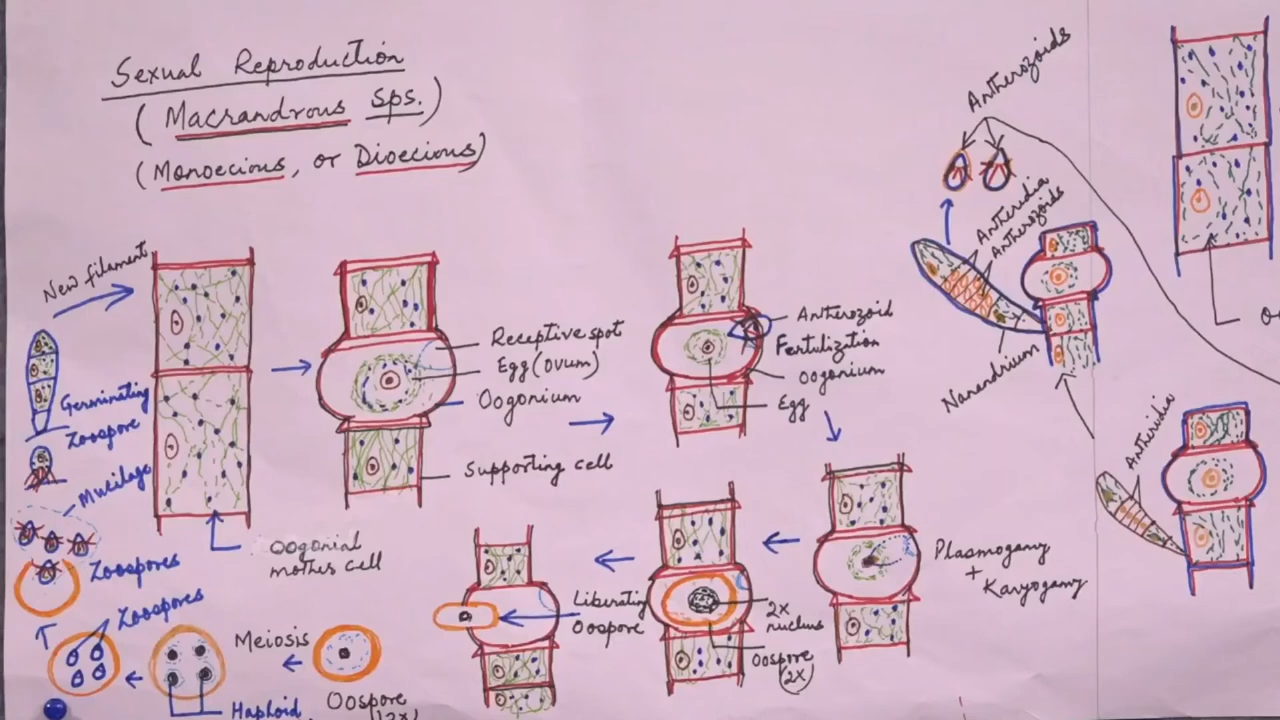 Sexual Reproduction
(Macrandrous Sps.)
(Monoecious, or Dioecious)
New filament
Germinating
Zoospore
Mucilage
Zoospores
Zoospores
Oogonial
mother cell
Receptive spot
Egg (Ovum)
Oogonium
Supporting cell
Antherozoid
Fertulization
Oogonium
Egg
Plasmogamy
+
Karyogamy
2x
nucleus
Oospore
(2X)
Liberating
Oospore
Meiosis
Oospore
(2X)
Haploid
Antherozoids
Antheridia
Antherozoids
Nanandrium
Antheridia